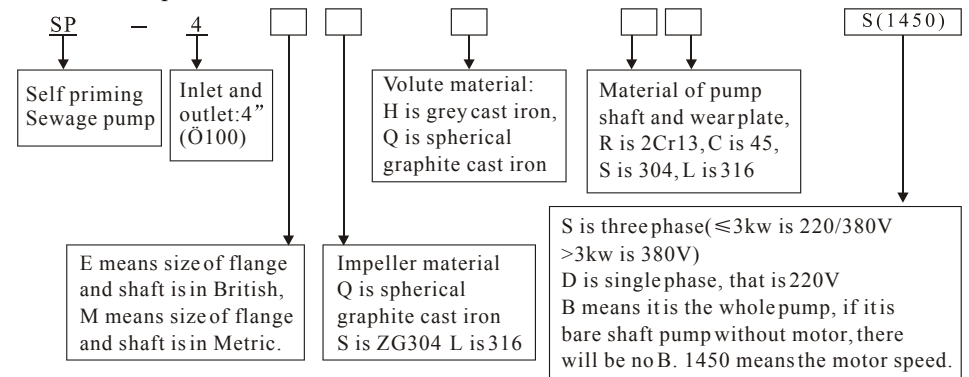 SP – 4 S(1450)
Self priming
Sewage pump
Inlet and
outlet:4”
(Ö100)
Volute material:
H is grey cast iron,
Q is spherical
graphite cast iron
Material of pump
shaft and wear plate,
R is 2Cr13, C is 45,
S is 304, L is 316
E means size of flange
and shaft is in British,
M means size of flange
and shaft is in Metric.
Impeller material
Q is spherical
graphite cast iron
S is ZG304 L is 316
S is three phase(≤3kw is 220/380V
>3kw is 380V)
D is single phase, that is 220V
B means it is the whole pump, if it is
bare shaft pump without motor, there
will be no B. 1450 means the motor speed.